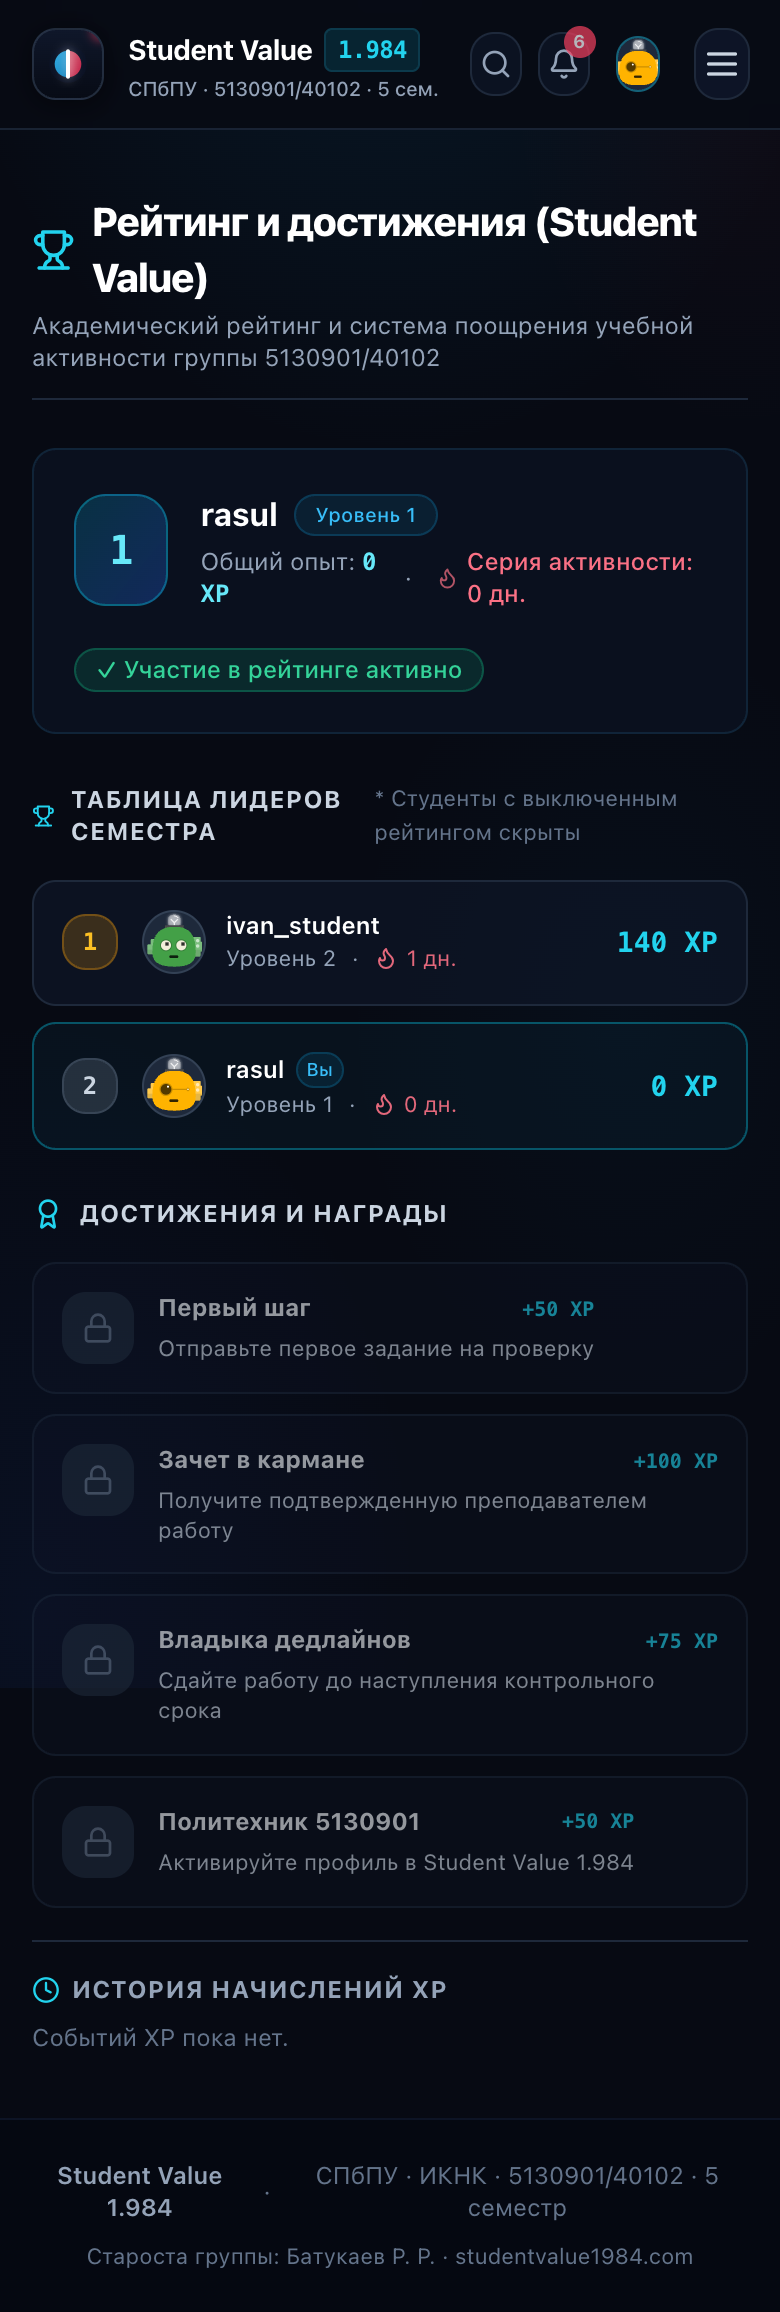 Student Value 1.984
СПбПУ · 5130901/40102 · 5 сем.
6
Рейтинг и достижения (Student
Value)
Академический рейтинг и система поощрения учебной
активности группы 5130901/40102
1
rasul Уровень 1
Общий опыт: 0
XP
·
Серия активности:
0 дн.
✓ Участие в рейтинге активно
ТАБЛИЦА ЛИДЕРОВ
СЕМЕСТРА
* Студенты с выключенным
рейтингом скрыты
1
ivan_student
Уровень 2 · 1 дн.
140 XP
2
rasul Вы
Уровень 1 · 0 дн.
0 XP
ДОСТИЖЕНИЯ И НАГРАДЫ
Первый шаг +50 XP
Отправьте первое задание на проверку
Зачет в кармане +100 XP
Получите подтвержденную преподавателем
работу
Владыка дедлайнов +75 XP
Сдайте работу до наступления контрольного
срока
Политехник 5130901 +50 XP
Активируйте профиль в Student Value 1.984
ИСТОРИЯ НАЧИСЛЕНИЙ XP
Событий XP пока нет.
Student Value
1.984
·
СПбПУ · ИКНК · 5130901/40102 · 5
семестр
Староста группы: Батукаев Р. Р. · studentvalue1984.com